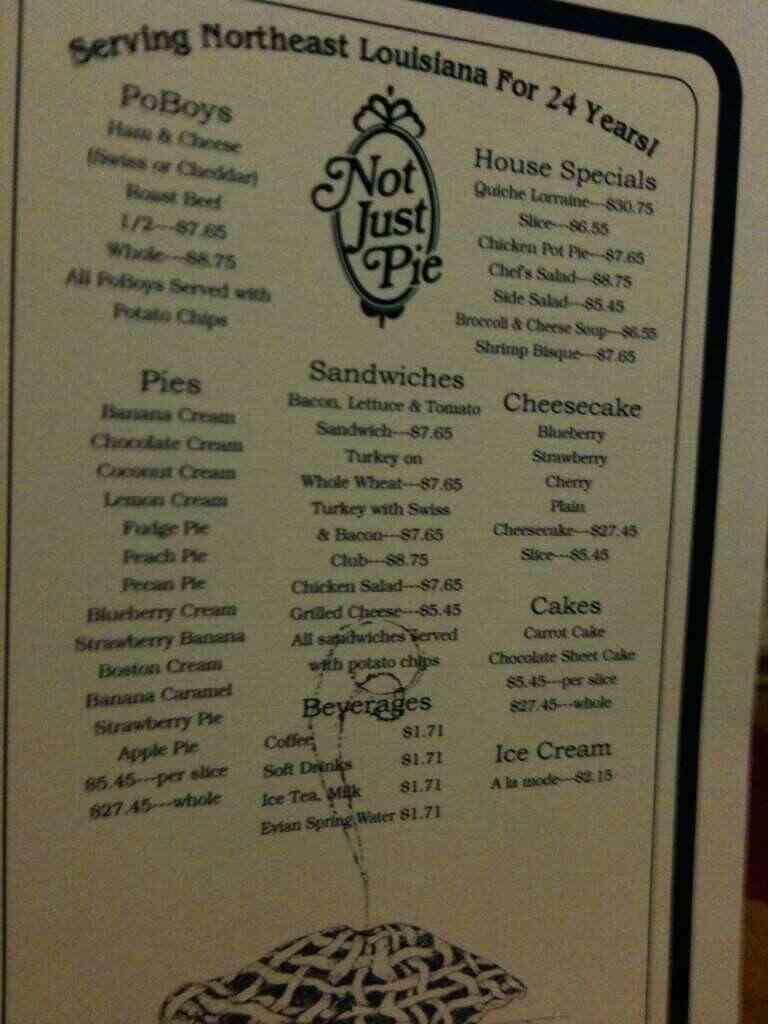 Serving Northeast Louisiana For 24 Years!
PoBoys
Ham & Cheese
(Swiss or Cheddar)
Roast Beef
1/2---$7.65
Whole---$8.75
All PoBoys Served with
Potato Chips
Not
Just
Pie
House Specials
Quiche Lorraine---$30.75
Slice---$6.55
Chicken Pot Pie---$7.65
Chef's Salad---$8.75
Side Salad---$5.45
Broccoli & Cheese Soup---$6.55
Shrimp Bisque---$7.65
Pies
Banana Cream
Chocolate Cream
Coconut Cream
Lemon Cream
Fudge Pie
Peach Pie
Pecan Pie
Blueberry Cream
Strawberry Banana
Boston Cream
Banana Caramel
Strawberry Pie
Apple Pie
$5.45---per slice
$27.45---whole
Sandwiches
Bacon, Lettuce & Tomato
Sandwich---$7.65
Turkey on
Whole Wheat---$7.65
Turkey with Swiss
& Bacon---$7.65
Club---$8.75
Chicken Salad---$7.65
Grilled Cheese---$5.45
All sandwiches served
with potato chips
Beverages
Coffee $1.71
Soft Drinks $1.71
Ice Tea, Milk $1.71
Evian Spring Water $1.71
Cheesecake
Blueberry
Strawberry
Cherry
Plain
Cheesecake---$27.45
Slice---$5.45
Cakes
Carrot Cake
Chocolate Sheet Cake
$5.45---per slice
$27.45---whole
Ice Cream
A la mode---$2.15